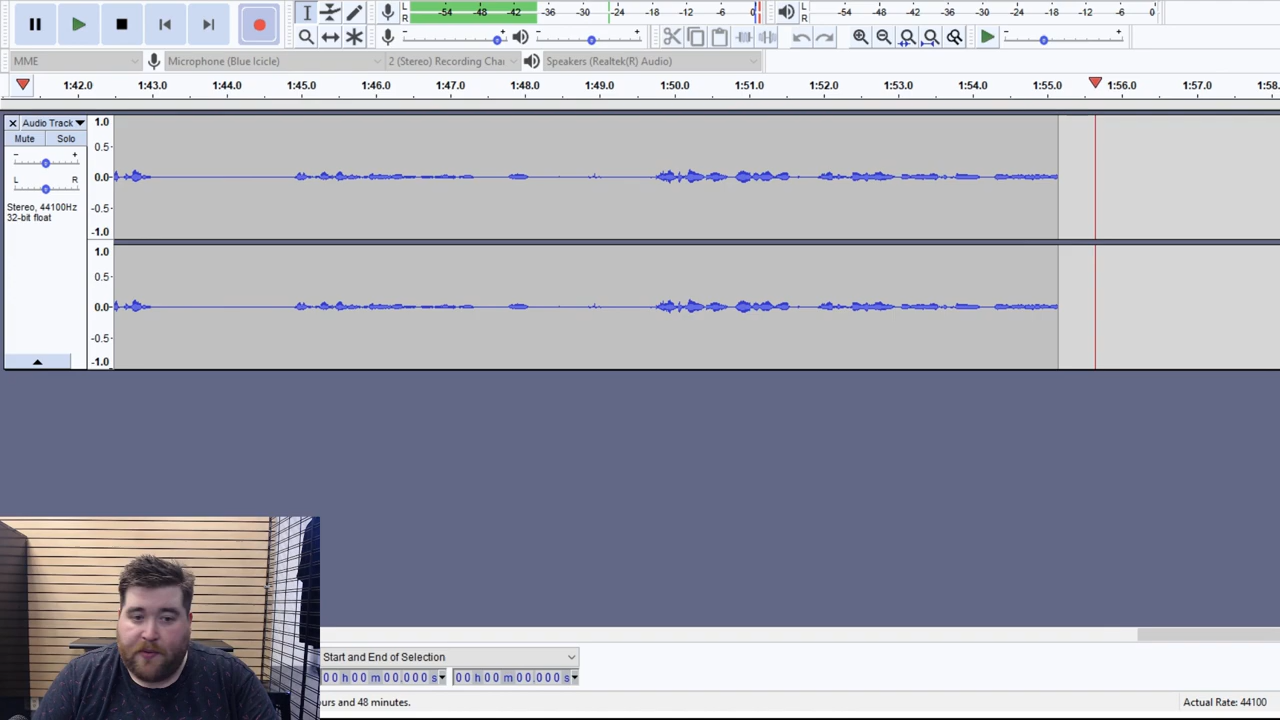 L
R
-54 -48 -42 -36 -30 -24 -18 -12 -6 0
L
R
-54 -48 -42 -36 -30 -24 -18 -12 -6 0
- +
- +
- +
MME
Microphone (Blue Icicle)
2 (Stereo) Recording Chai
Speakers (Realtek(R) Audio)
1:42.0 1:43.0 1:44.0 1:45.0 1:46.0 1:47.0 1:48.0 1:49.0 1:50.0 1:51.0 1:52.0 1:53.0 1:54.0 1:55.0 1:56.0 1:57.0 1:58.
Audio Track
Mute Solo
- +
L R
Stereo, 44100Hz
32-bit float
1.0
0.5-
0.0-
-0.5-
-1.0
1.0
0.5-
0.0-
-0.5-
-1.0
Start and End of Selection
00 h 00 m 00.000 s 00 h 00 m 00.000 s
urs and 48 minutes.
Actual Rate: 44100